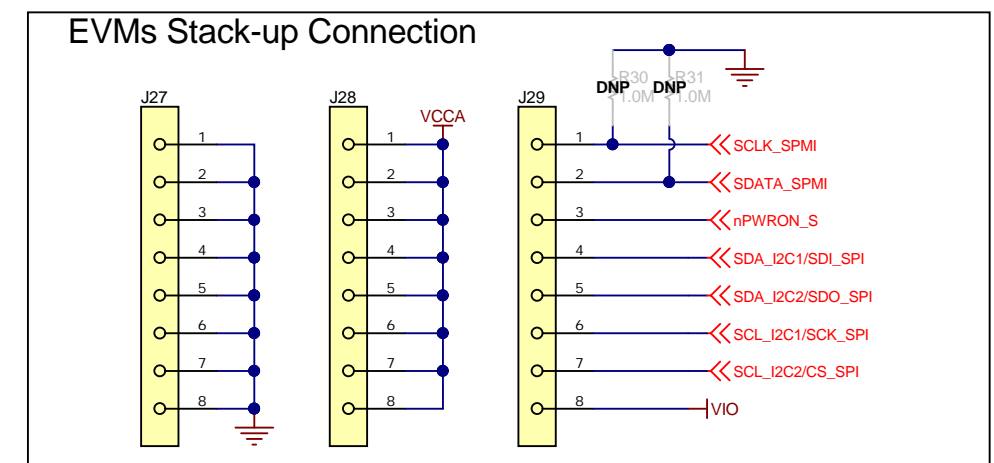 EVMs Stack-up Connection
R30 R31
DNP DNP
1.0M 1.0M
J27 J28 J29
VCCA
1 1 1 SCLK_SPMI
2 2 2 SDATA_SPMI
3 3 3 nPWRON_S
4 4 4 SDA_I2C1/SDI_SPI
5 5 5 SDA_I2C2/SDO_SPI
6 6 6 SCL_I2C1/SCK_SPI
7 7 7 SCL_I2C2/CS_SPI
8 8 8 VIO